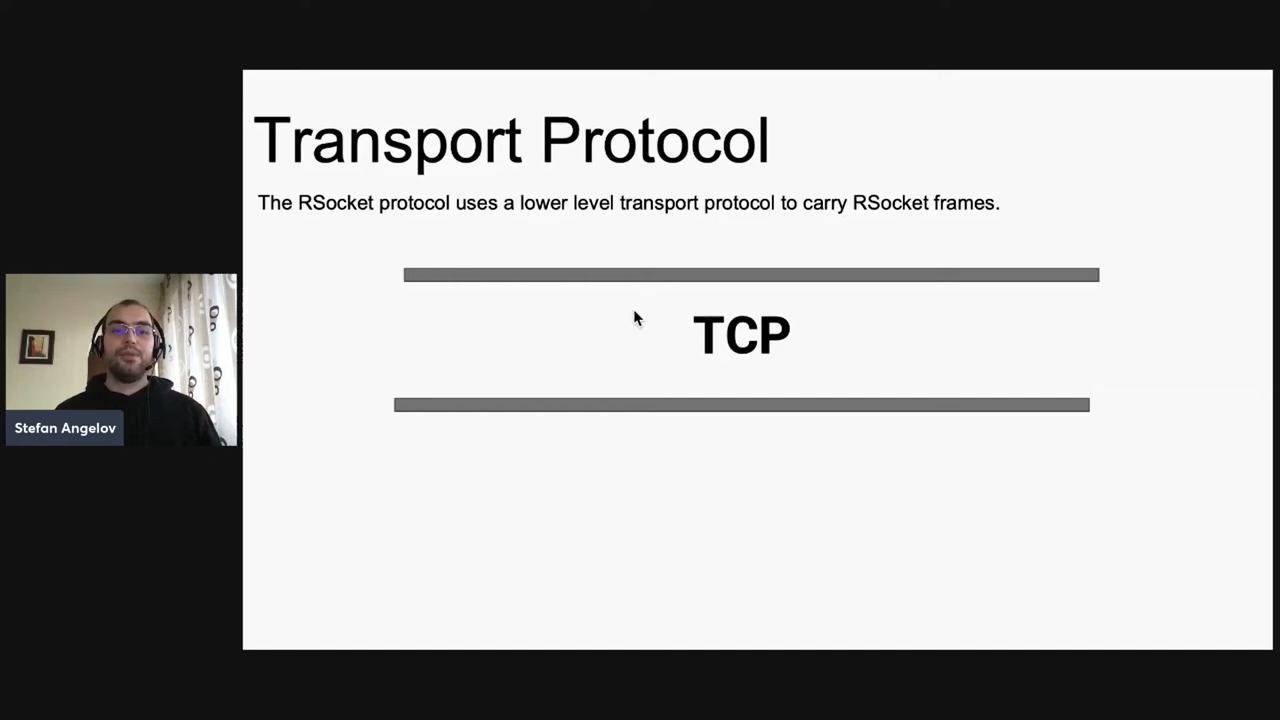 Transport Protocol
The RSocket protocol uses a lower level transport protocol to carry RSocket frames.
TCP
Stefan Angelov